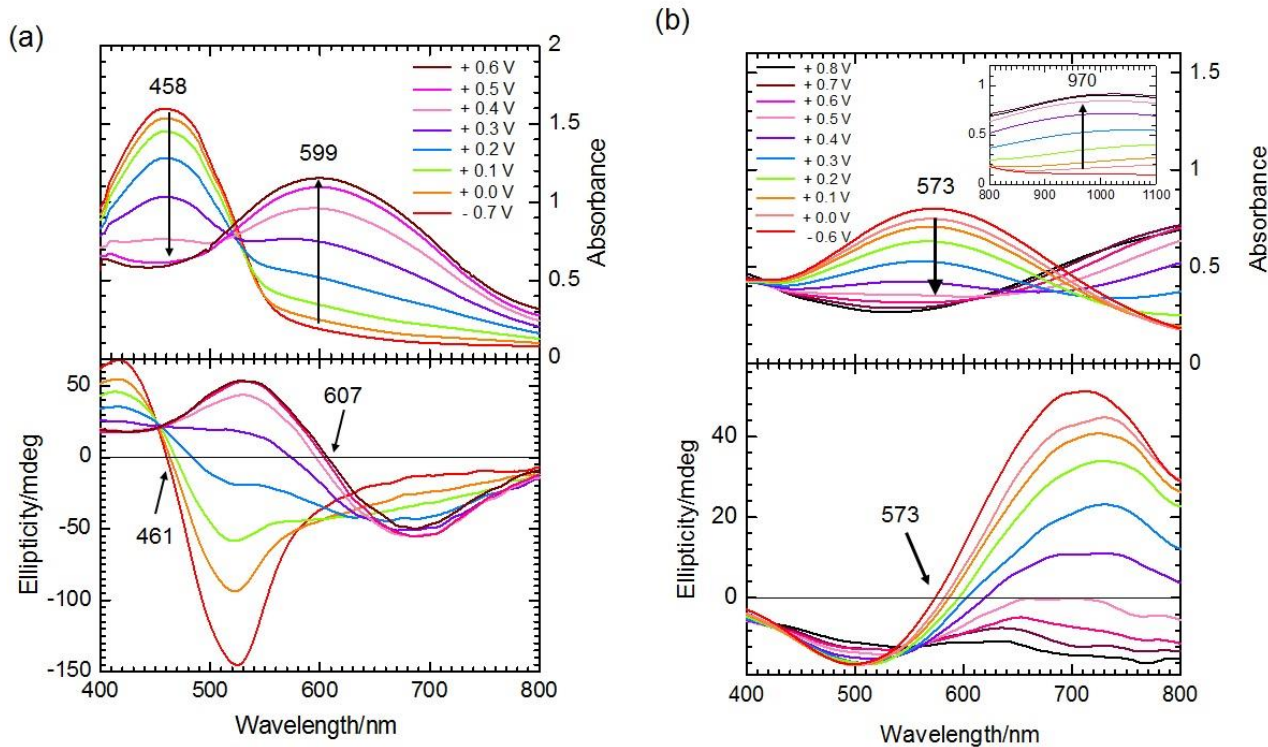 (a)
458
599
+ 0.6 V
+ 0.5 V
+ 0.4 V
+ 0.3 V
+ 0.2 V
+ 0.1 V
+ 0.0 V
- 0.7 V
2
1.5
1
0.5
0
Absorbance
50
0
-50
-100
-150
Ellipticity/mdeg
461
607
400 500 600 700 800
Wavelength/nm
(b)
+ 0.8 V
+ 0.7 V
+ 0.6 V
+ 0.5 V
+ 0.4 V
+ 0.3 V
+ 0.2 V
+ 0.1 V
+ 0.0 V
- 0.6 V
573
970
1
0.5
0
800 900 1000 1100
1.5
1
0.5
0
Absorbance
40
20
0
Ellipticity/mdeg
573
400 500 600 700 800
Wavelength/nm